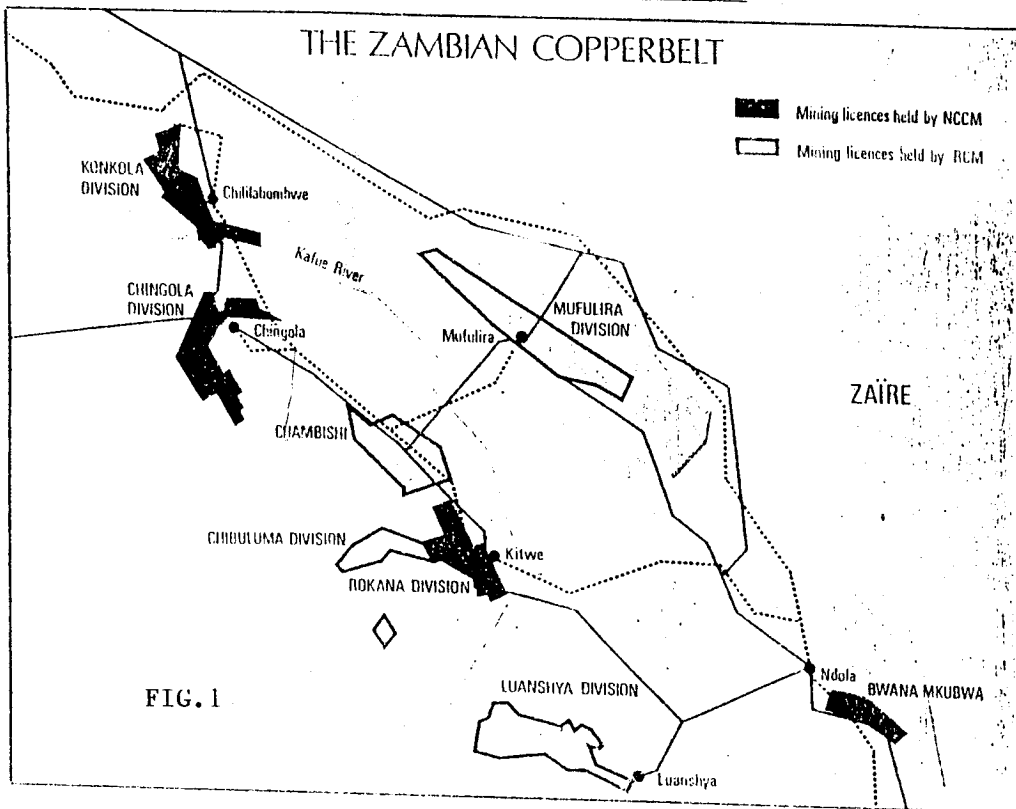 THE ZAMBIAN COPPERBELT
Mining licences held by NCCM
Mining licences held by RCM
KONKOLA
DIVISION
Chililabombwe
Kafue River
CHINGOLA
DIVISION
Chingola
MUFULIRA
DIVISION
Mufulira
ZAÏRE
CHAMBISHI
CHIBULUMA DIVISION
Kitwe
ROKANA DIVISION
FIG.1
LUANSHYA DIVISION
Ndola
BWANA MKUBWA
Luanshya